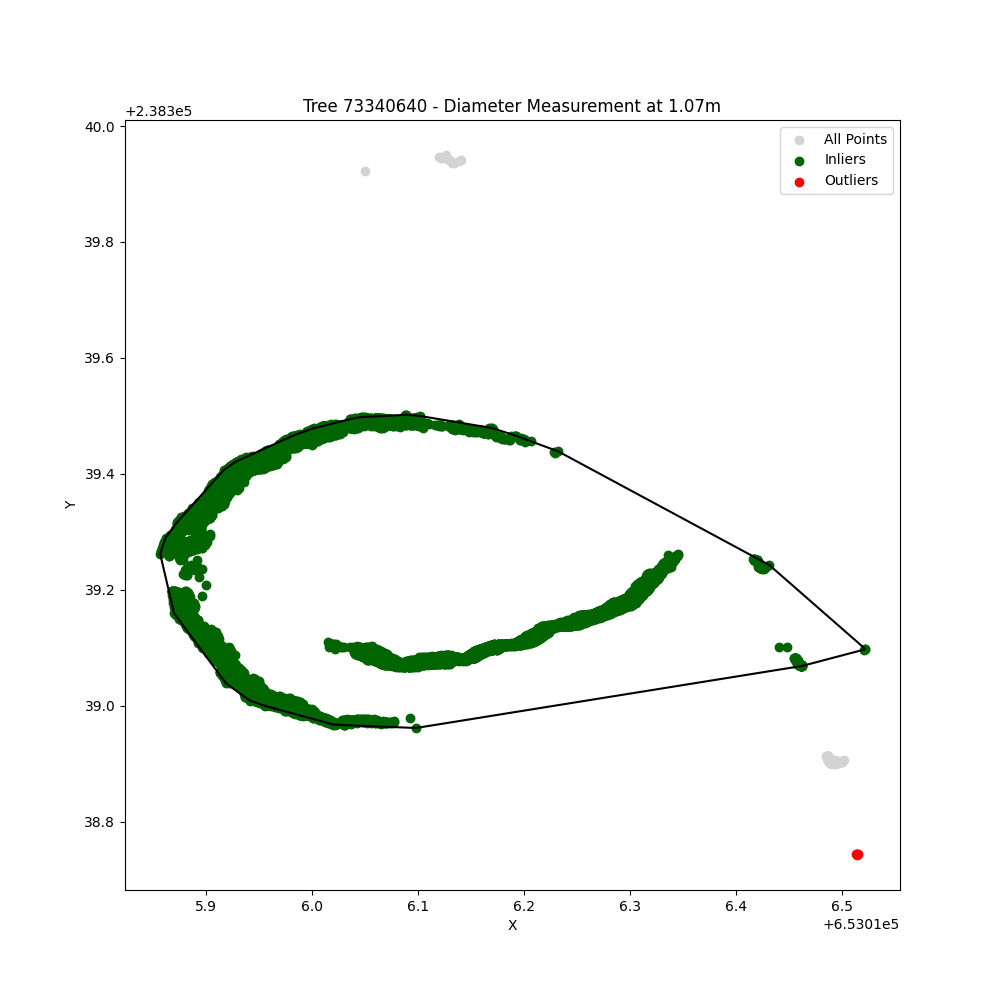 Tree 73340640 - Diameter Measurement at 1.07m
+2.383e5
40.0
39.8
39.6
39.4
39.2
39.0
38.8
Y
All Points
Inliers
Outliers
5.9 6.0 6.1 6.2 6.3 6.4 6.5
X
+6.5301e5